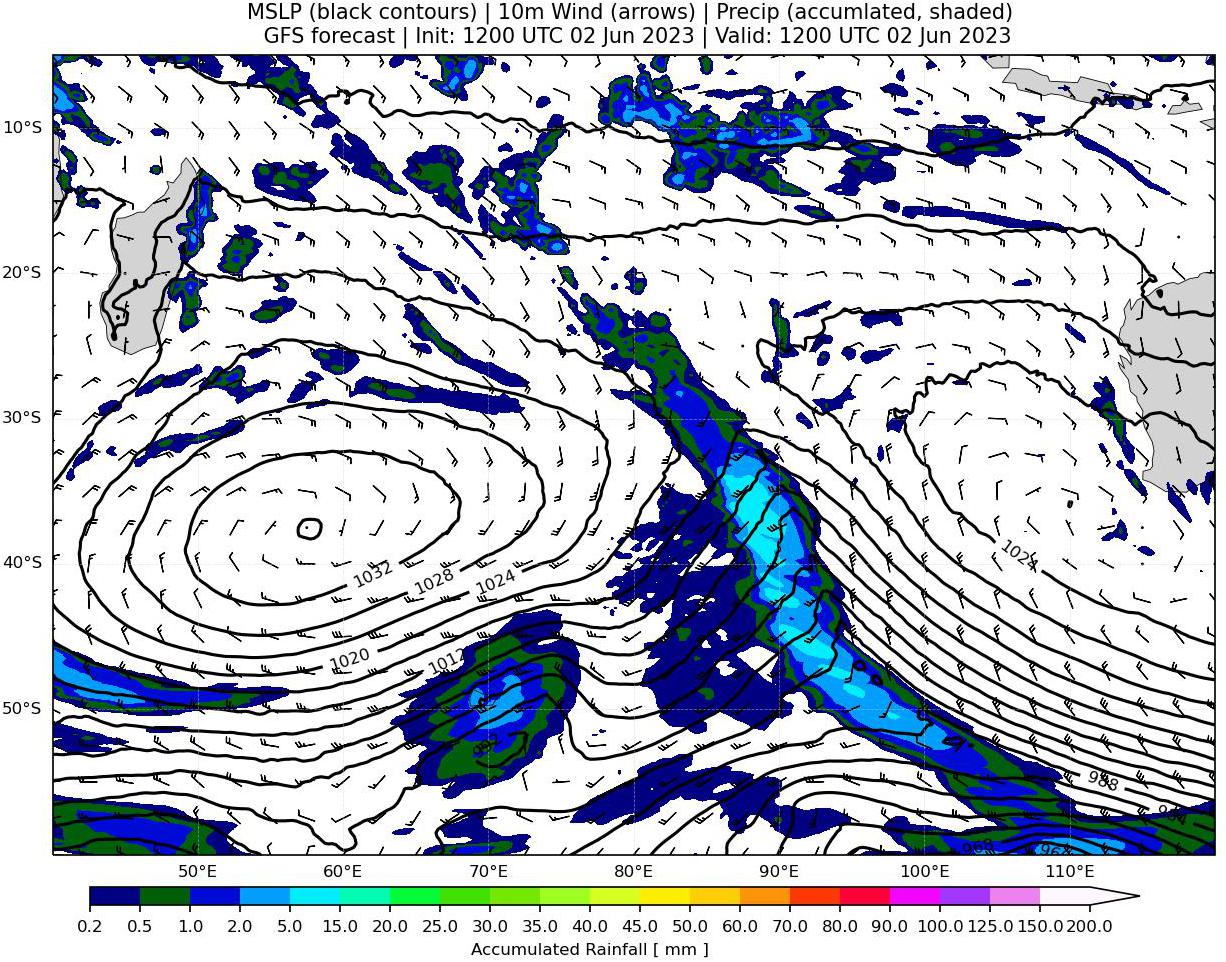 MSLP (black contours) | 10m Wind (arrows) | Precip (accumlated, shaded)
GFS forecast | Init: 1200 UTC 02 Jun 2023 | Valid: 1200 UTC 02 Jun 2023
10°S
20°S
30°S
40°S
50°S
1032
1028
1024
1024
1020
1012
992
988
984
968
964
50°E
60°E
70°E
80°E
90°E
100°E
110°E
0.2 0.5 1.0 2.0 5.0 10.0 15.0 20.0 25.0 30.0 35.0 40.0 45.0 50.0 60.0 70.0 80.0 90.0 100.0 125.0 150.0 200.0
Accumulated Rainfall [ mm ]